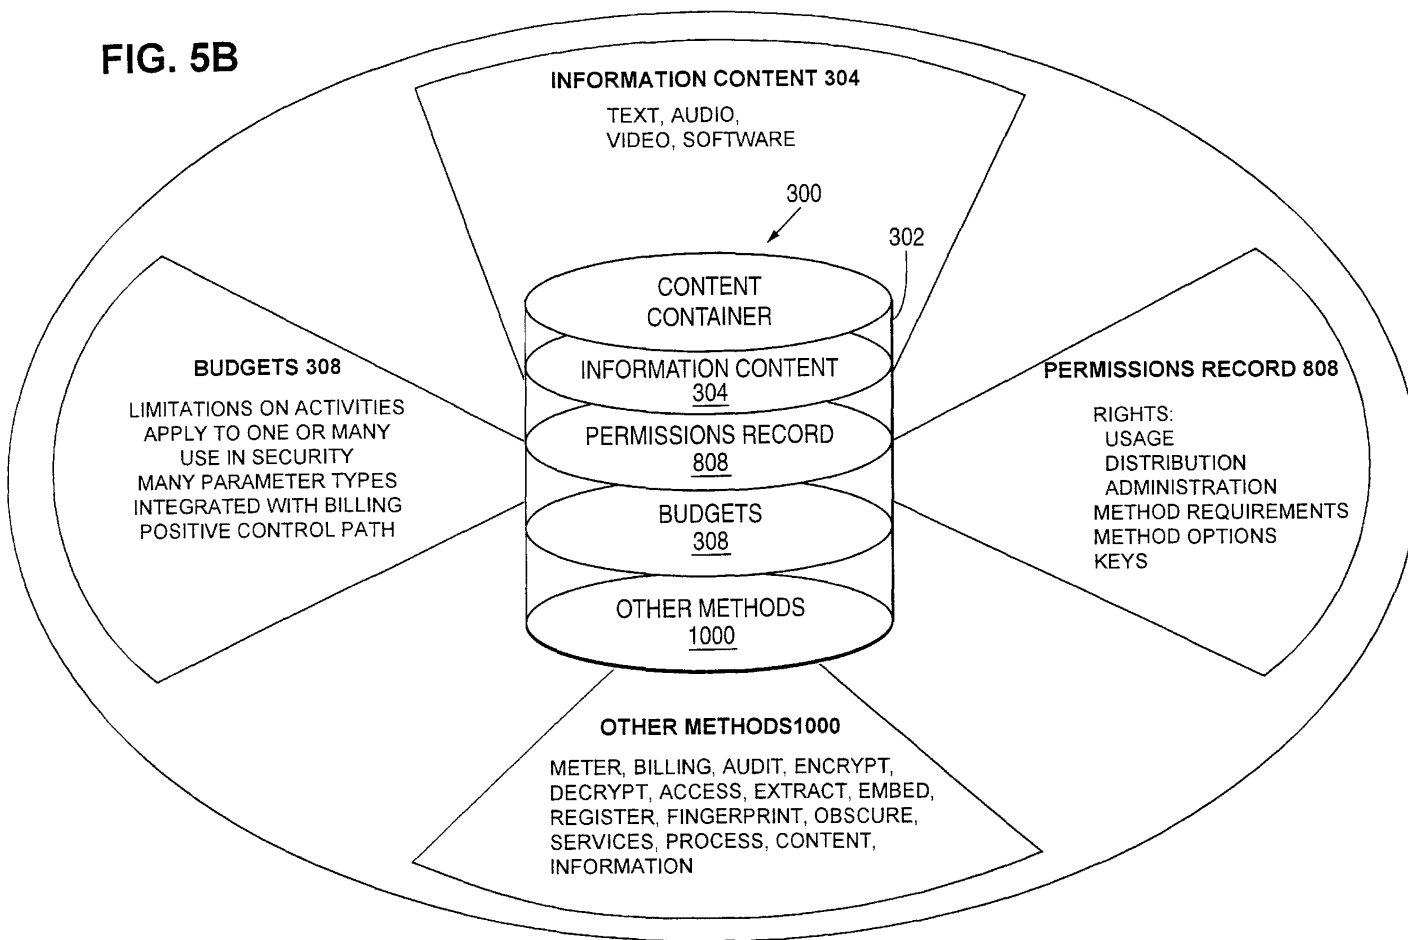 FIG. 5B
INFORMATION CONTENT 304
TEXT, AUDIO,
VIDEO, SOFTWARE
300
302
CONTENT
CONTAINER
INFORMATION CONTENT
304
PERMISSIONS RECORD
808
BUDGETS
308
OTHER METHODS
1000
BUDGETS 308
LIMITATIONS ON ACTIVITIES
APPLY TO ONE OR MANY
USE IN SECURITY
MANY PARAMETER TYPES
INTEGRATED WITH BILLING
POSITIVE CONTROL PATH
PERMISSIONS RECORD 808
RIGHTS:
USAGE
DISTRIBUTION
ADMINISTRATION
METHOD REQUIREMENTS
METHOD OPTIONS
KEYS
OTHER METHODS1000
METER, BILLING, AUDIT, ENCRYPT,
DECRYPT, ACCESS, EXTRACT, EMBED,
REGISTER, FINGERPRINT, OBSCURE,
SERVICES, PROCESS, CONTENT,
INFORMATION